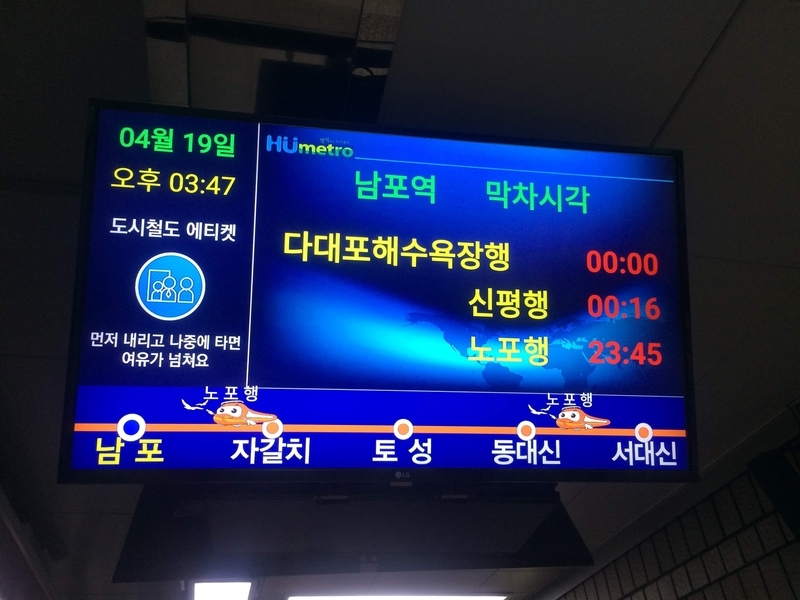 04월 19일
오후 03:47
도시철도 에티켓
먼저 내리고 나중에 타면
여유가 넘쳐요
HUmetro
남포역 막차시각
다대포해수욕장행 00:00
신평행 00:16
노포행 23:45
노포행 노포행
남포 자갈치 토성 동대신 서대신
LG